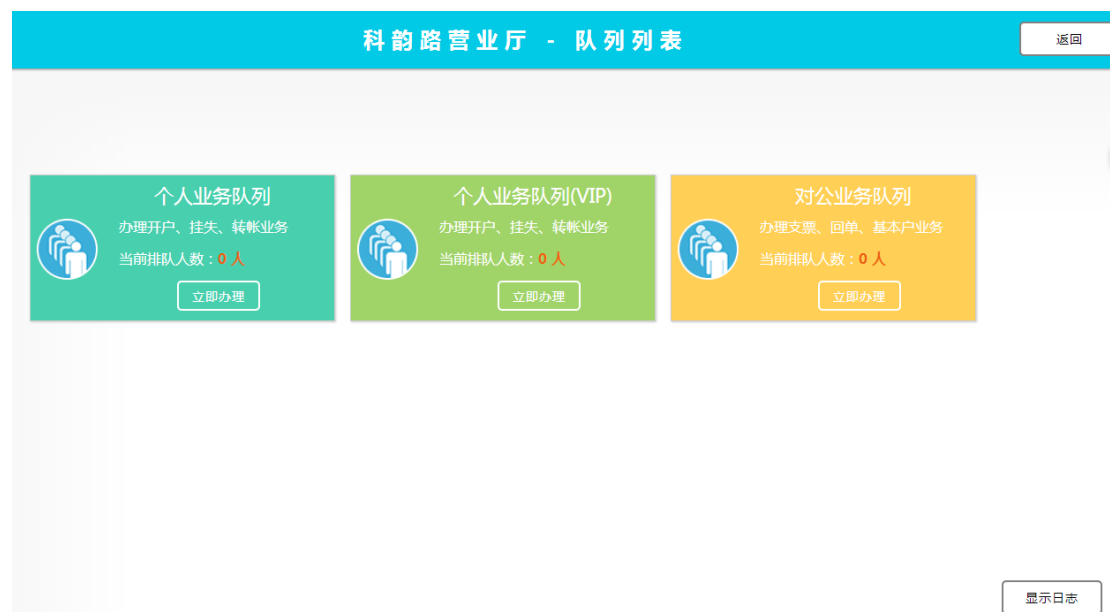 科韵路营业厅 - 队列列表
返回
个人业务队列
办理开户、挂失、转帐业务
当前排队人数：0 人
立即办理
个人业务队列(VIP)
办理开户、挂失、转帐业务
当前排队人数：0 人
立即办理
对公业务队列
办理支票、回单、基本户业务
当前排队人数：0 人
立即办理
显示日志